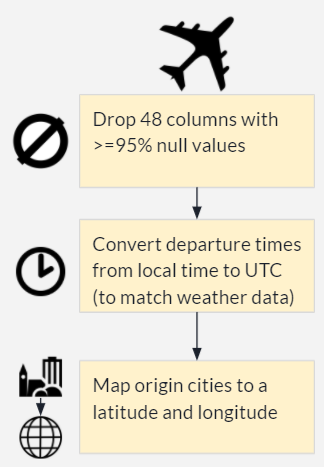 Drop 48 columns with
>=95% null values
Convert departure times
from local time to UTC
(to match weather data)
Map origin cities to a
latitude and longitude